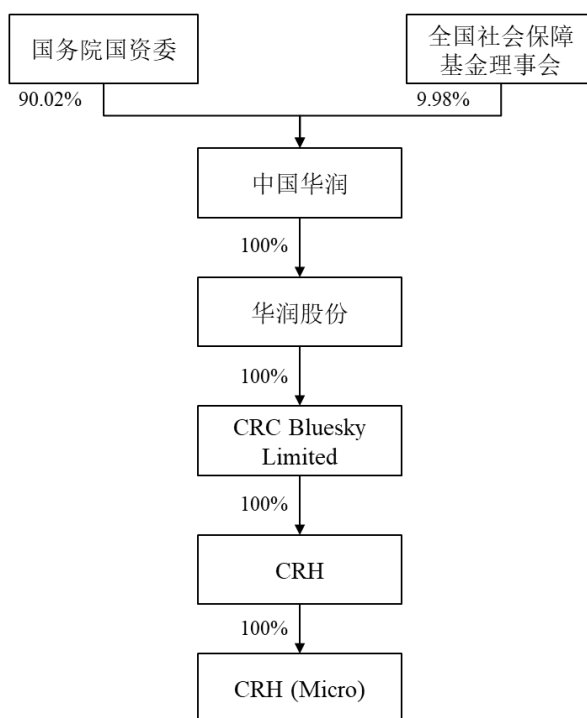 国务院国资委
全国社会保障
基金理事会
90.02%
9.98%
中国华润
100%
华润股份
100%
CRC Bluesky
Limited
100%
CRH
100%
CRH (Micro)